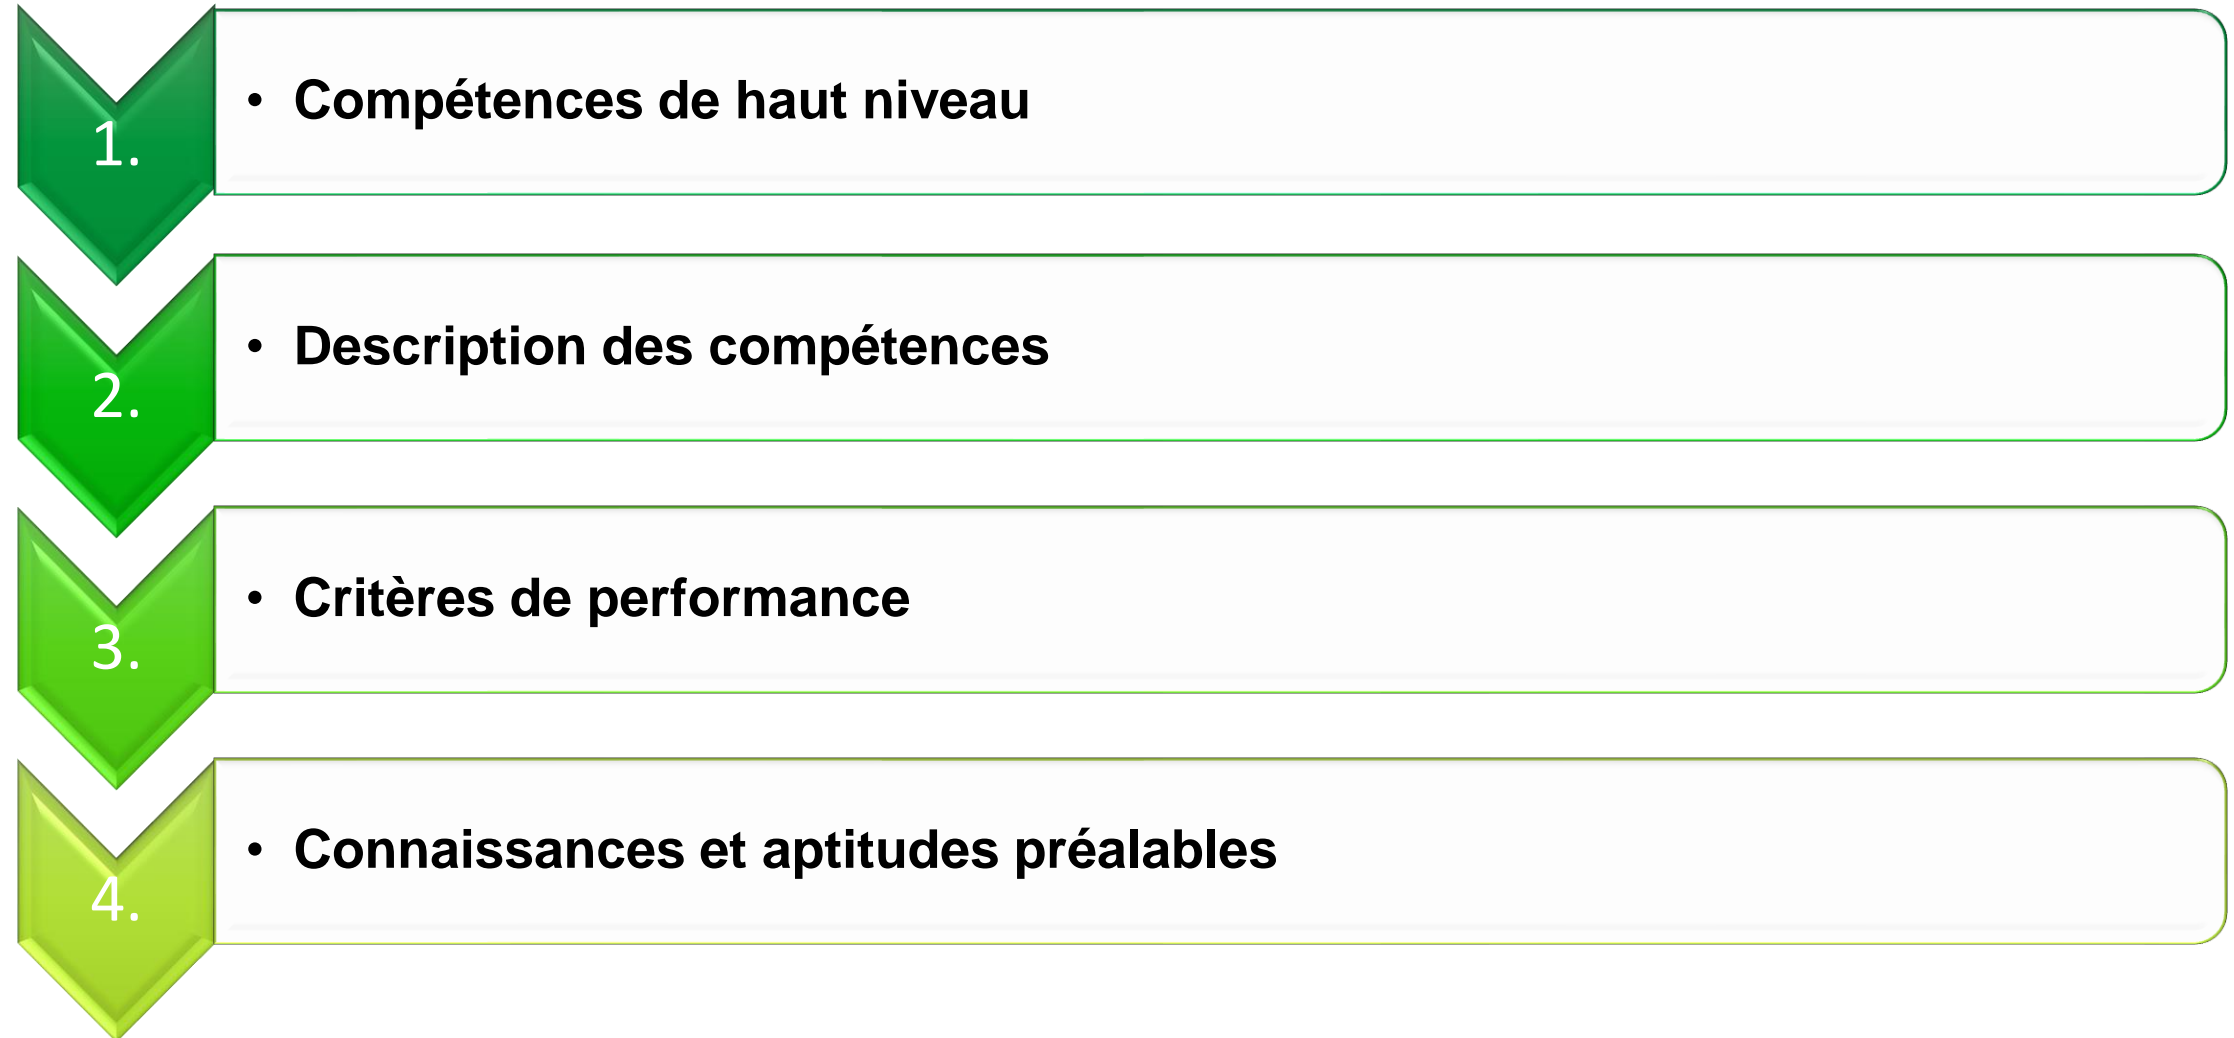 1.
• Compétences de haut niveau
2.
• Description des compétences
3.
• Critères de performance
4.
• Connaissances et aptitudes préalables